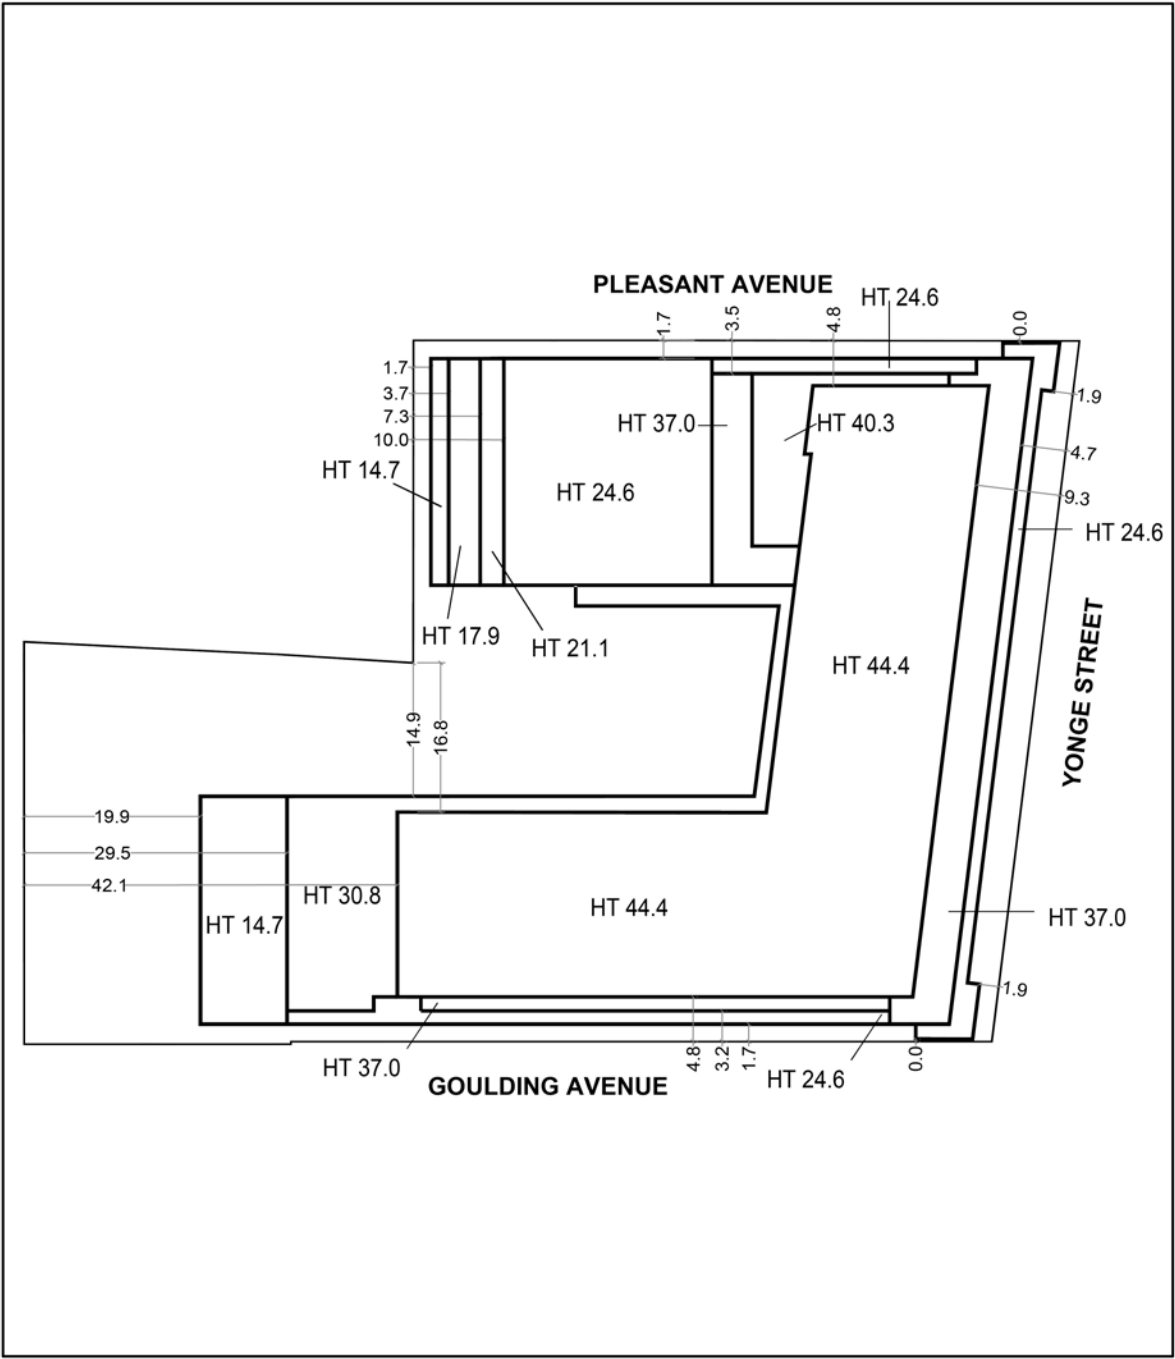 PLEASANT AVENUE
HT 24.6
1.7
3.5
4.8
0.0
1.7
3.7
7.3
10.0
HT 14.7
HT 37.0
HT 40.3
HT 24.6
1.9
4.7
9.3
HT 24.6
HT 17.9
HT 21.1
HT 44.4
YONGE STREET
14.9
16.8
19.9
29.5
42.1
HT 30.8
HT 14.7
HT 44.4
HT 37.0
1.9
HT 37.0
4.8
3.2
1.7
HT 24.6
0.0
GOULDING AVENUE